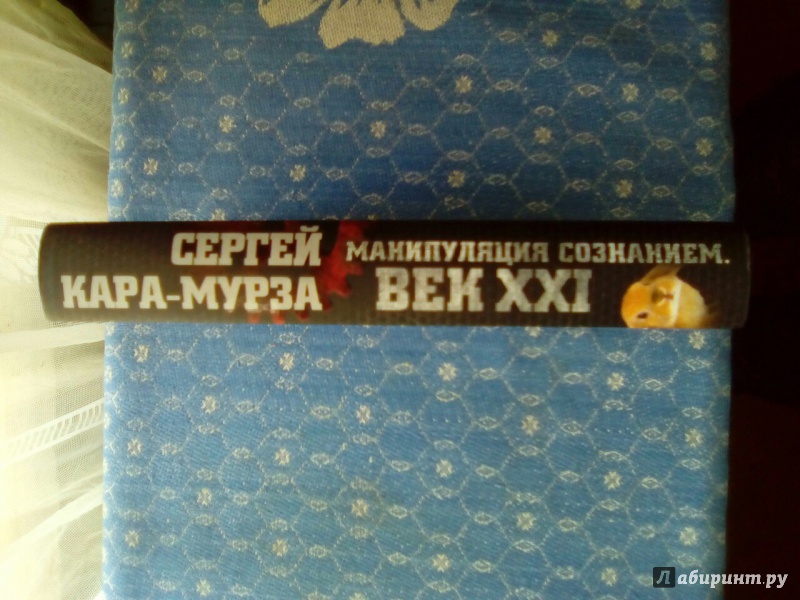 СЕРГЕЙ
КАРА-МУРЗА
МАНИПУЛЯЦИЯ СОЗНАНИЕМ.
ВЕК XXI
Лабиринт.ру